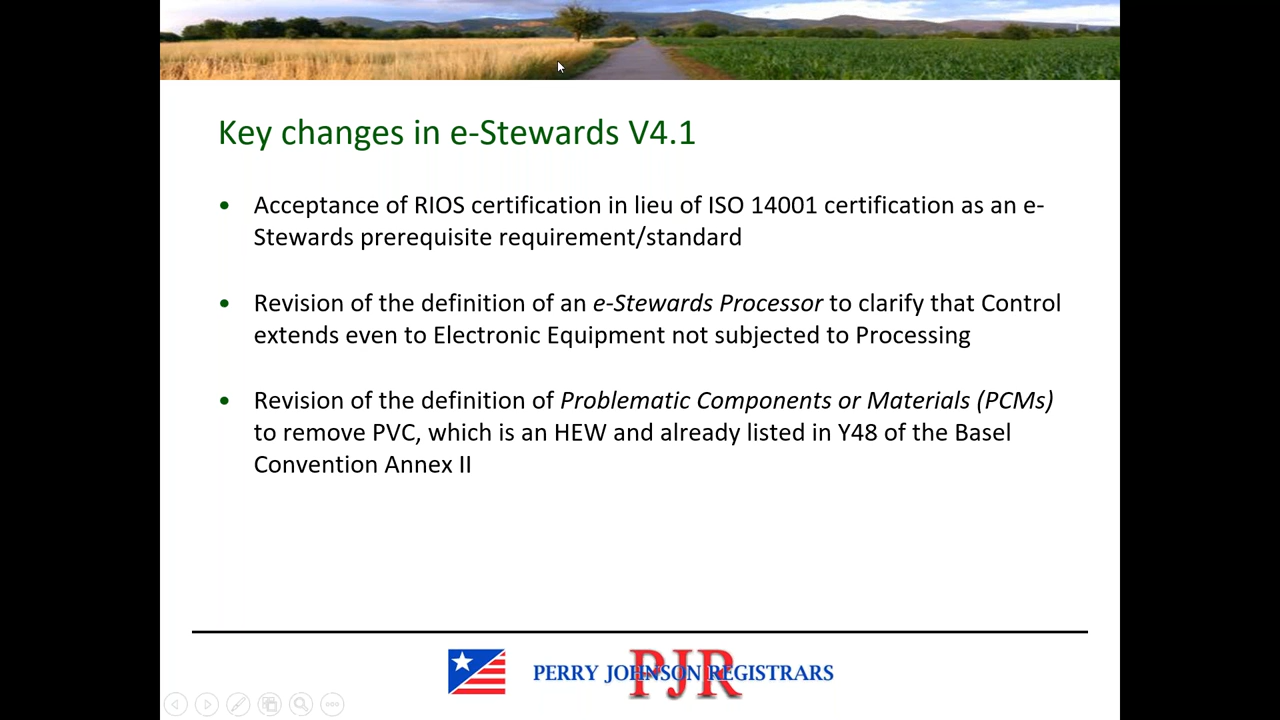 Key changes in e-Stewards V4.1
• Acceptance of RIOS certification in lieu of ISO 14001 certification as an e-
Stewards prerequisite requirement/standard
• Revision of the definition of an e-Stewards Processor to clarify that Control
extends even to Electronic Equipment not subjected to Processing
• Revision of the definition of Problematic Components or Materials (PCMs)
to remove PVC, which is an HEW and already listed in Y48 of the Basel
Convention Annex II
PJR
PERRY JOHNSON REGISTRARS